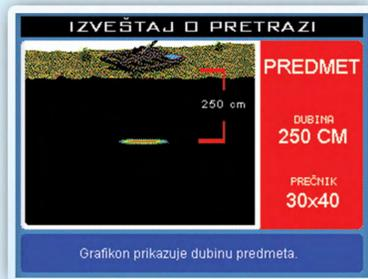 IZVEŠTAJ O PRETRAZI
PREDMET
250 cm
DUBINA
250 CM
PREČNIK
30x40
Grafikon prikazuje dubinu predmeta.